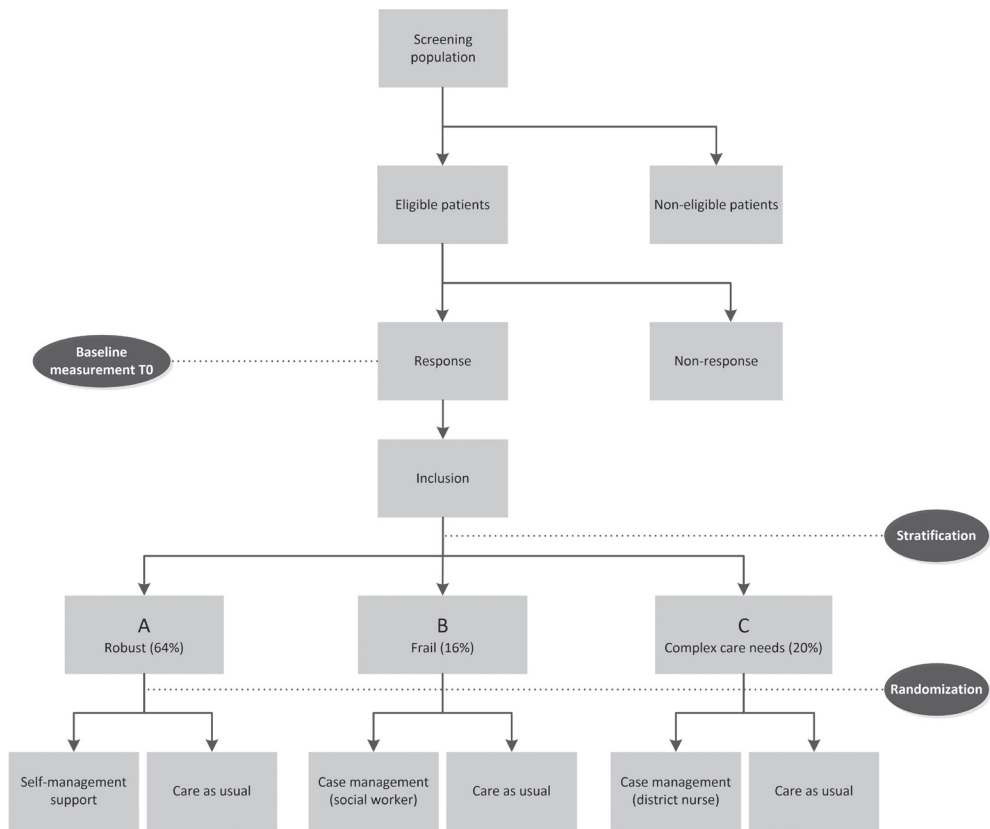 Screening
population
Eligible patients
Non-eligible patients
Baseline
measurement T0
Response
Non-response
Inclusion
Stratification
A
Robust (64%)
B
Frail (16%)
C
Complex care needs (20%)
Randomization
Self-management
support
Care as usual
Case management
(social worker)
Care as usual
Case management
(district nurse)
Care as usual